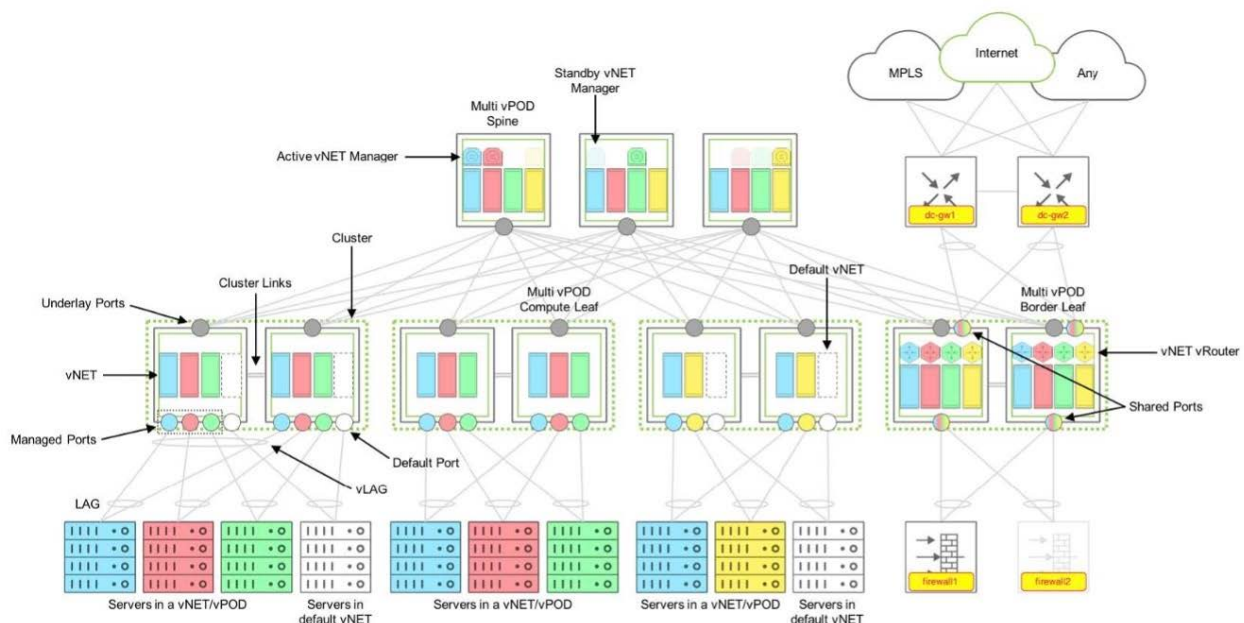 Internet
MPLS
Any
Standby vNET
Manager
Multi vPOD
Spine
Active vNET Manager
dc-gw1
dc-gw2
Cluster
Default vNET
Cluster Links
Underlay Ports
Multi vPOD
Compute Leaf
Multi vPOD
Border Leaf
vNET
vNET vRouter
Shared Ports
Managed Ports
Default Port
vLAG
LAG
firewall1
firewall2
Servers in a vNET/vPOD
Servers in
default vNET
Servers in a vNET/vPOD
Servers in a vNET/vPOD
Servers in
default vNET